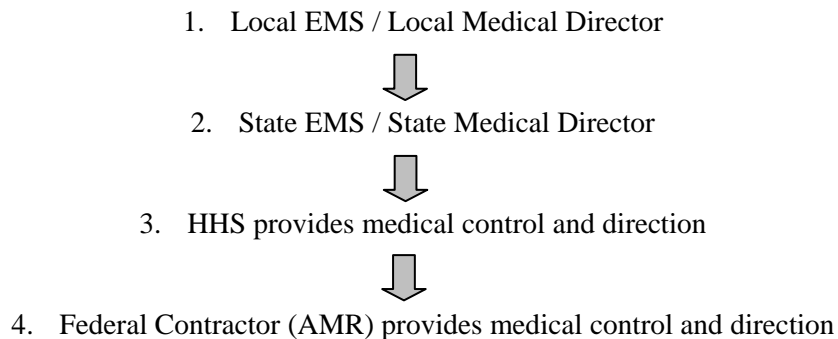 1. Local EMS / Local Medical Director
2. State EMS / State Medical Director
3. HHS provides medical control and direction
4. Federal Contractor (AMR) provides medical control and direction